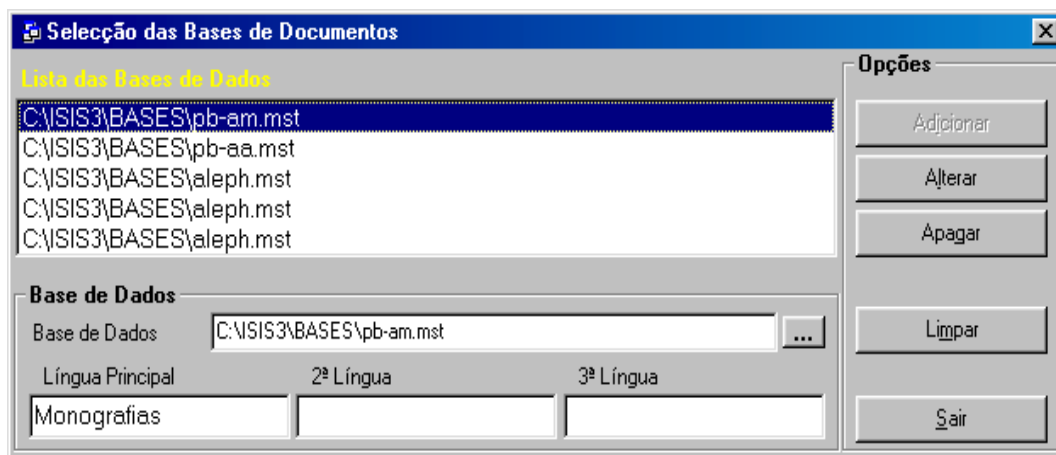 Selecção das Bases de Documentos
Lista das Bases de Dados
C:\ISIS3\BASES\pb-am.mst
C:\ISIS3\BASES\pb-aa.mst
C:\ISIS3\BASES\aleph.mst
C:\ISIS3\BASES\aleph.mst
C:\ISIS3\BASES\aleph.mst
Opções
Adicionar
Alterar
Apagar
Limpar
Sair
Base de Dados
Base de Dados C:\ISIS3\BASES\pb-am.mst ...
Língua Principal 2ª Língua 3ª Língua
Monografias